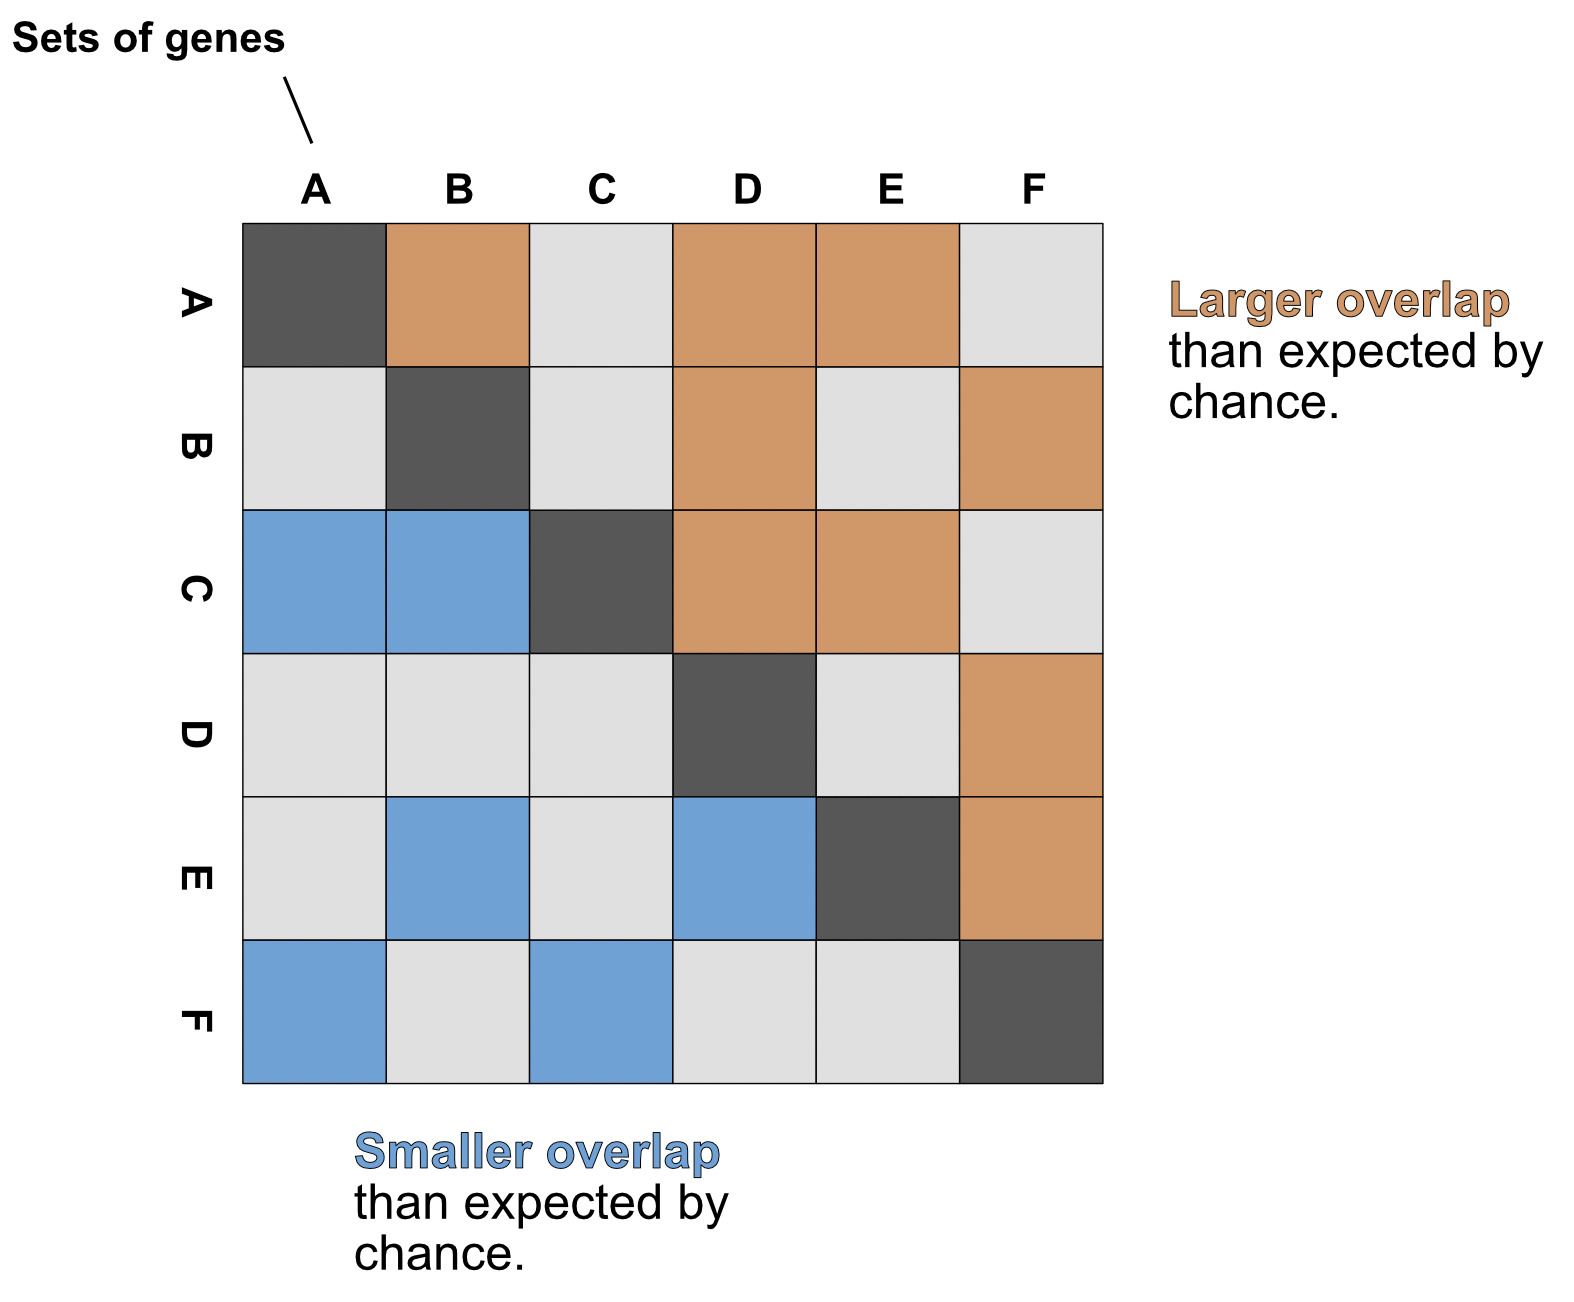 Sets of genes
A B C D E F
A
Larger overlap
than expected by
chance.
B
C
D
E
F
Smaller overlap
than expected by
chance.